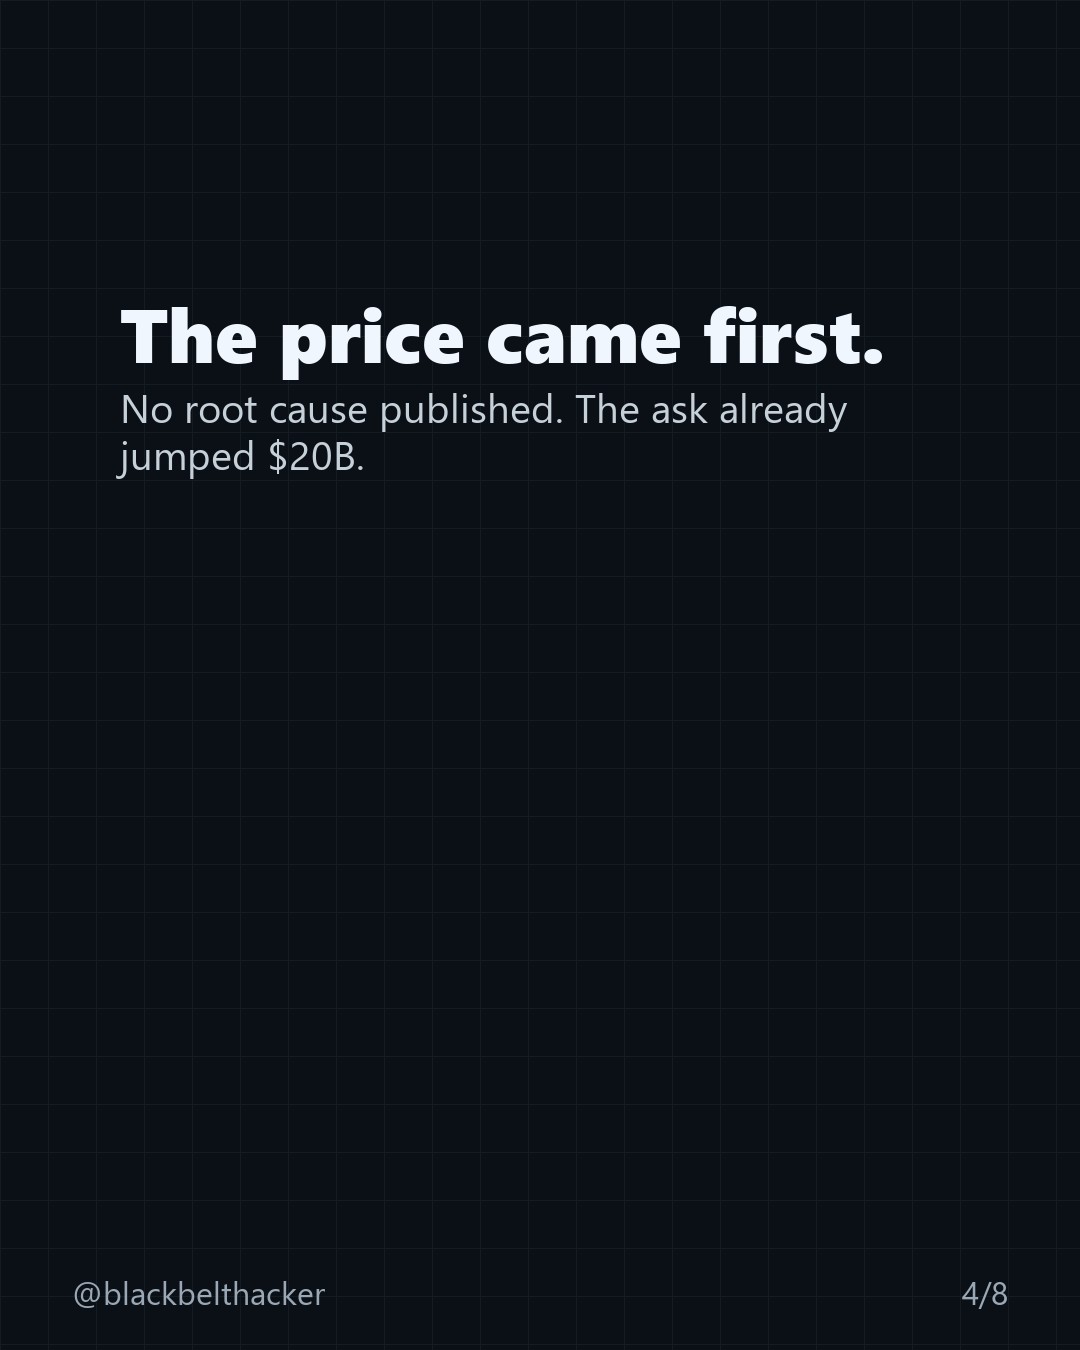 The price came first.
No root cause published. The ask already
jumped $20B.
@blackbelthacker
4/8